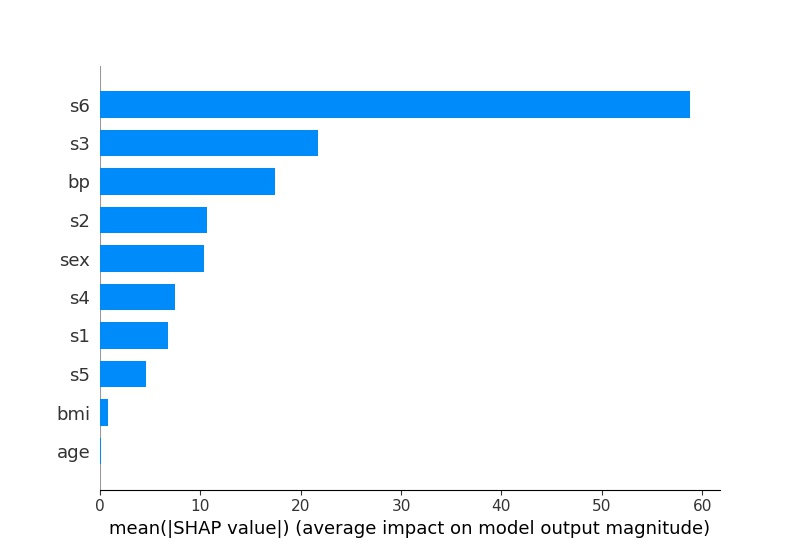 s6
s3
bp
s2
sex
s4
s1
s5
bmi
age
0 10 20 30 40 50 60
mean(|SHAP value|) (average impact on model output magnitude)